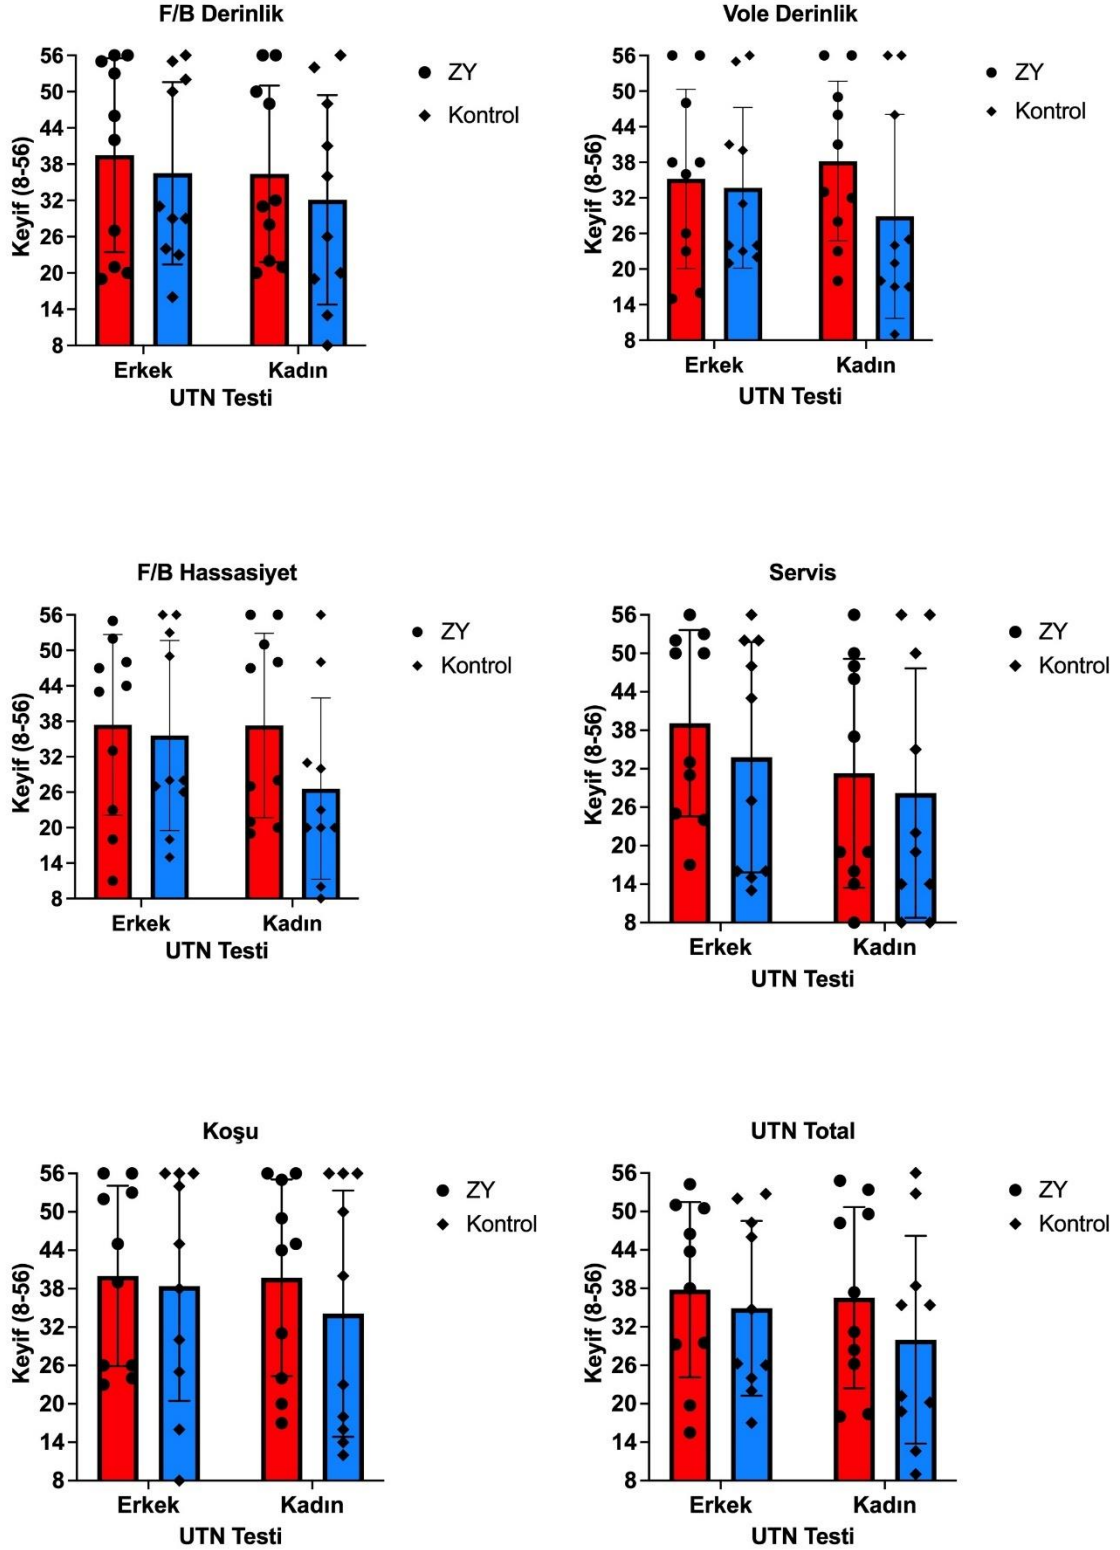 F/B Derinlik
Keyif (8-56)
56
50
44
38
32
26
20
14
8
Erkek Kadın
UTN Testi
ZY
Kontrol
Vole Derinlik
Keyif (8-56)
56
50
44
38
32
26
20
14
8
Erkek Kadın
UTN Testi
ZY
Kontrol
F/B Hassasiyet
Keyif (8-56)
56
50
44
38
32
26
20
14
8
Erkek Kadın
UTN Testi
ZY
Kontrol
Servis
Keyif (8-56)
56
50
44
38
32
26
20
14
8
Erkek Kadın
UTN Testi
ZY
Kontrol
Koşu
Keyif (8-56)
56
50
44
38
32
26
20
14
8
Erkek Kadın
UTN Testi
ZY
Kontrol
UTN Total
Keyif (8-56)
56
50
44
38
32
26
20
14
8
Erkek Kadın
UTN Testi
ZY
Kontrol